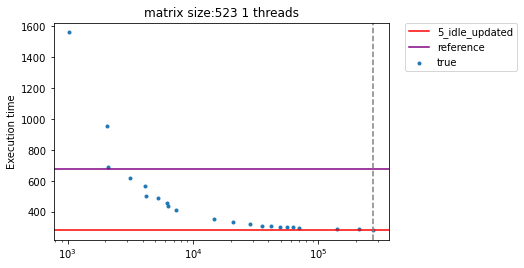 matrix size:523 1 threads
1600
1400
1200
1000
800
600
400
Execution time
10³
10⁴
10⁵
5_idle_updated
reference
true